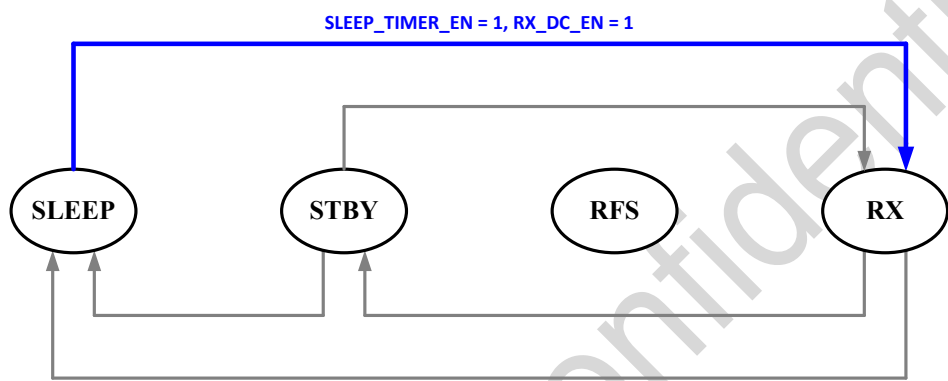 SLEEP_TIMER_EN = 1, RX_DC_EN = 1
SLEEP STBY RFS RX